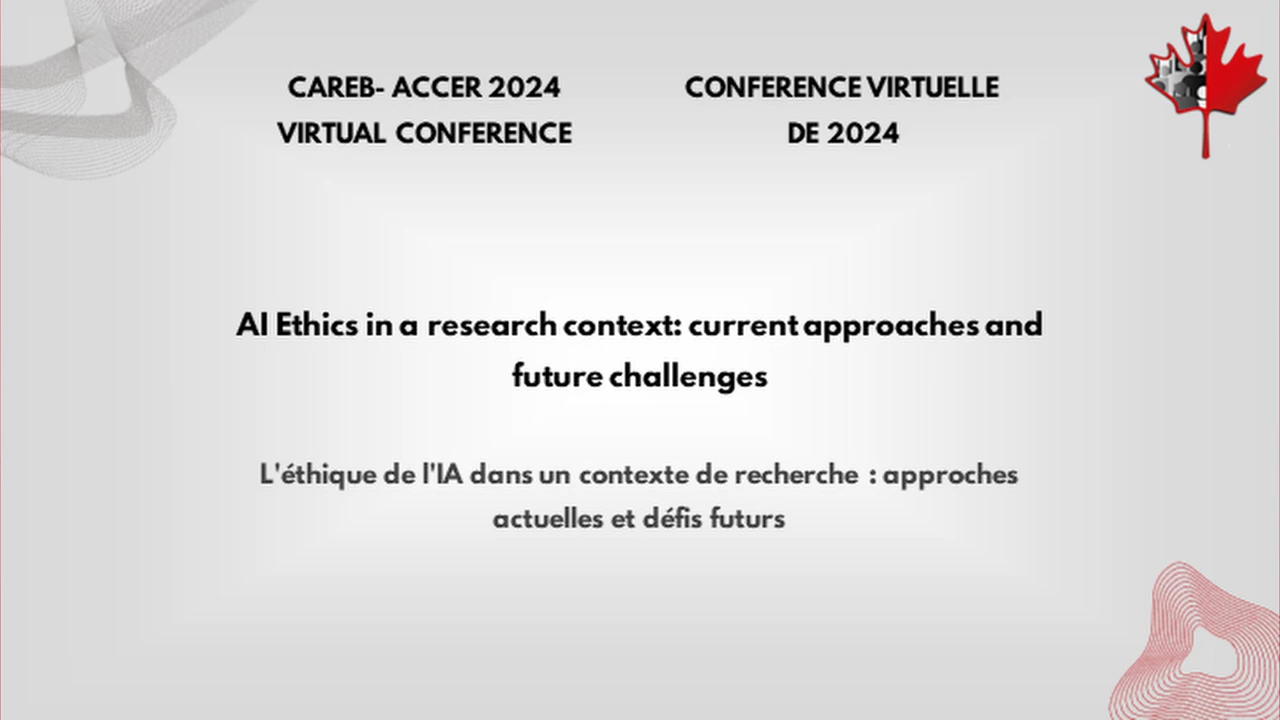 CAREB- ACCER 2024
VIRTUAL CONFERENCE
CONFERENCE VIRTUELLE
DE 2024
AI Ethics in a research context: current approaches and
future challenges
L'éthique de l'IA dans un contexte de recherche : approches
actuelles et défis futurs